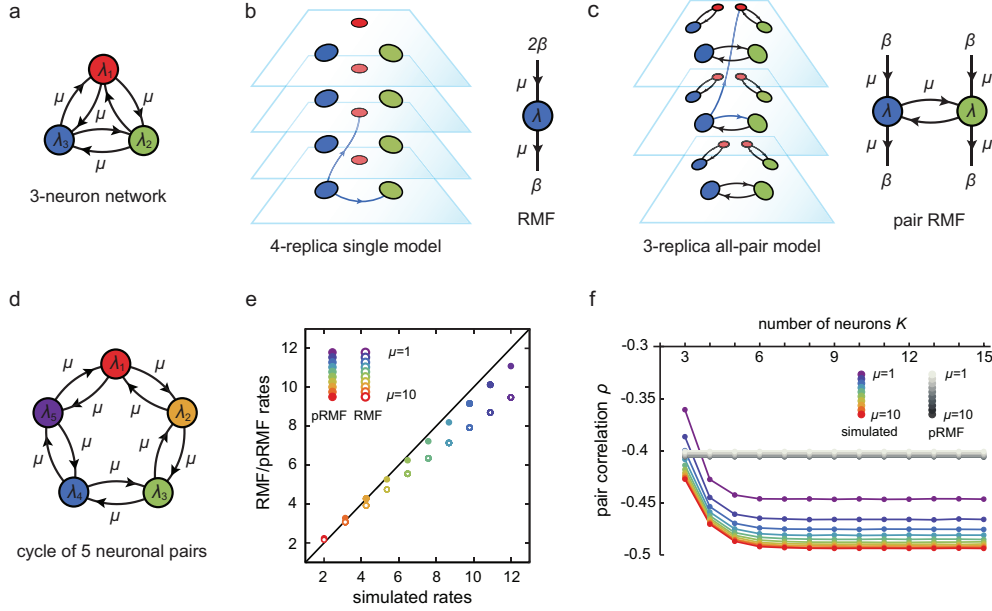 a
λ1
μ
μ
μ
μ
λ3
μ
λ2
μ
3-neuron network
b
4-replica single model
2β
μ
λ
μ
β
RMF
c
3-replica all-pair model
β
β
μ
μ
μ
λ
λ
μ
μ
μ
β
β
pair RMF
d
λ1
μ
μ
μ
μ
λ5
λ2
μ
μ
μ
μ
λ4
λ3
μ
μ
cycle of 5 neuronal pairs
e
RMF/pRMF rates
12
10
8
6
4
2
μ=1
μ=10
pRMF RMF
2 4 6 8 10 12
simulated rates
f
number of neurons K
3 6 9 12 15
pair correlation ρ
-0.3
-0.35
-0.4
-0.45
-0.5
μ=1
μ=10
simulated
μ=1
μ=10
pRMF